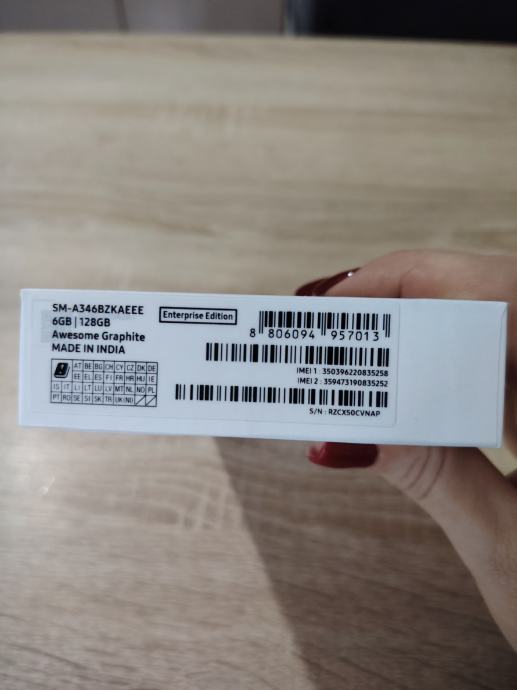 SM-A346BZKAEEE
6GB | 128GB
Awesome Graphite
MADE IN INDIA
Enterprise Edition
8 806094 957013
IMEI 1 : 350396220835258
IMEI 2 : 359473190835252
S/N : RZCX50CVNAP
AT BE BG CH CY CZ DK DE
EE EL ES FI FR HR HU IE
IS IT LI LT LU LV MT NL NO PL
PT RO SE SI SK TR UK(NI)